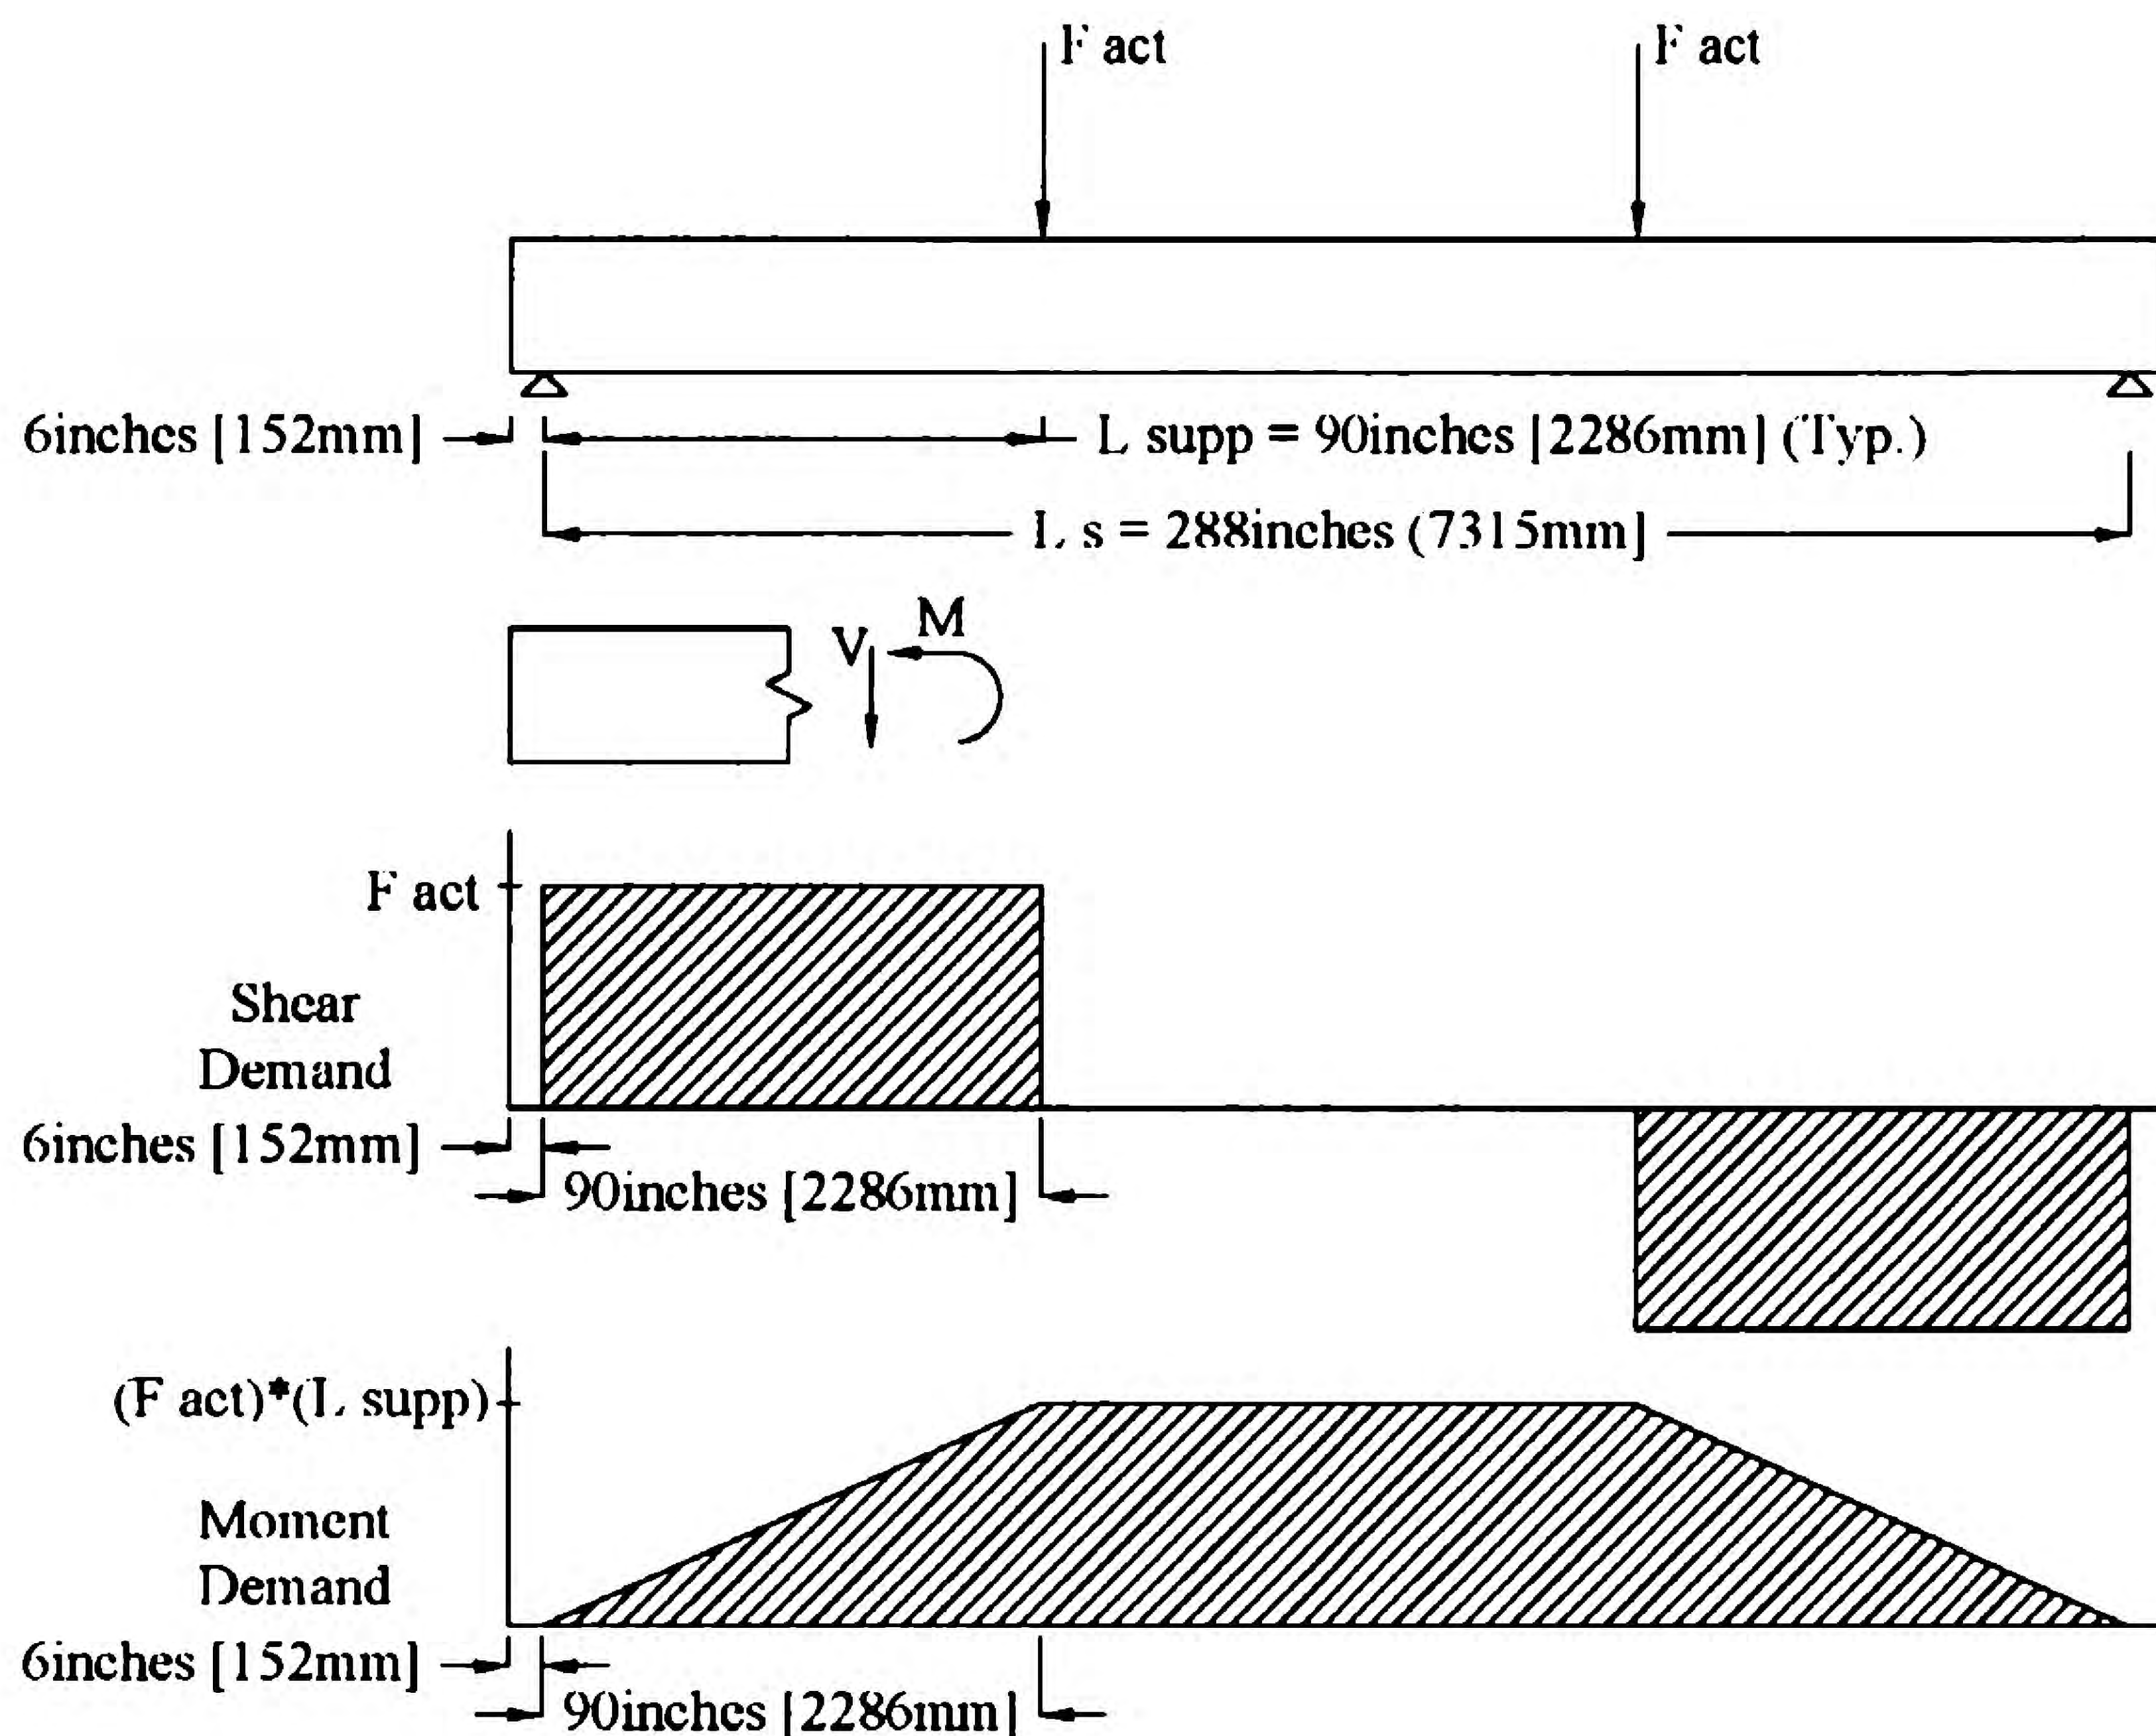 F act
F act
6inches [152mm]
L supp = 90inches [2286mm] (Typ.)
L s = 288inches (7315mm]
V
M
F act
Shear
Demand
6inches [152mm]
90inches [2286mm]
(F act)*(L supp)
Moment
Demand
6inches [152mm]
90inches [2286mm]